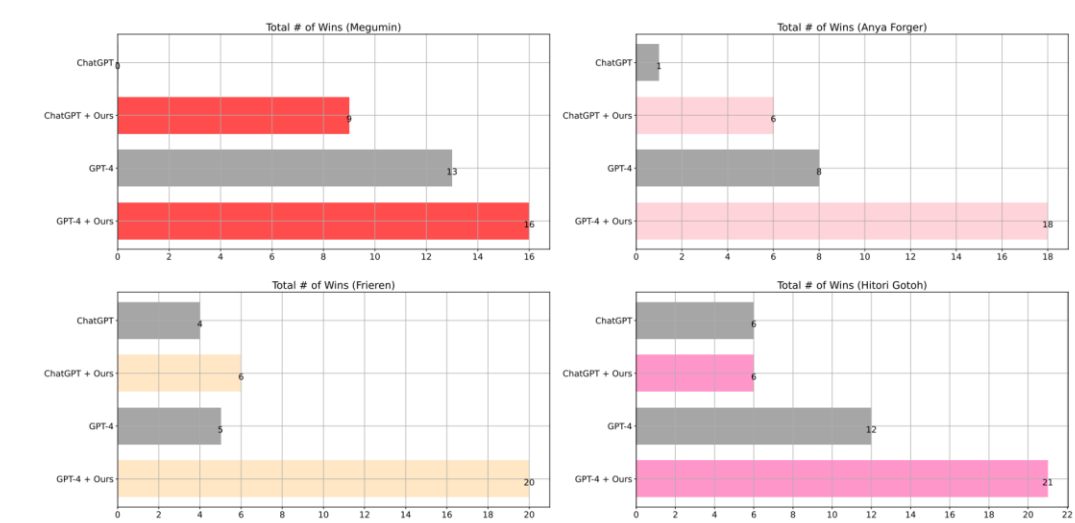 Total # of Wins (Megumin)
ChatGPT
0
ChatGPT + Ours
9
GPT-4
13
GPT-4 + Ours
16
0 2 4 6 8 10 12 14 16
Total # of Wins (Anya Forger)
ChatGPT
1
ChatGPT + Ours
6
GPT-4
8
GPT-4 + Ours
18
0 2 4 6 8 10 12 14 16 18
Total # of Wins (Frieren)
ChatGPT
4
ChatGPT + Ours
6
GPT-4
5
GPT-4 + Ours
20
0 2 4 6 8 10 12 14 16 18 20
Total # of Wins (Hitori Gotoh)
ChatGPT
6
ChatGPT + Ours
6
GPT-4
12
GPT-4 + Ours
21
0 2 4 6 8 10 12 14 16 18 20 22